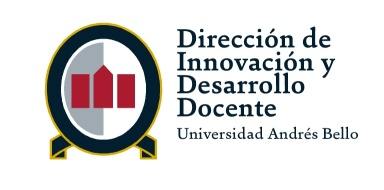 Dirección de
Innovación y
Desarrollo
Docente
Universidad Andrés Bello